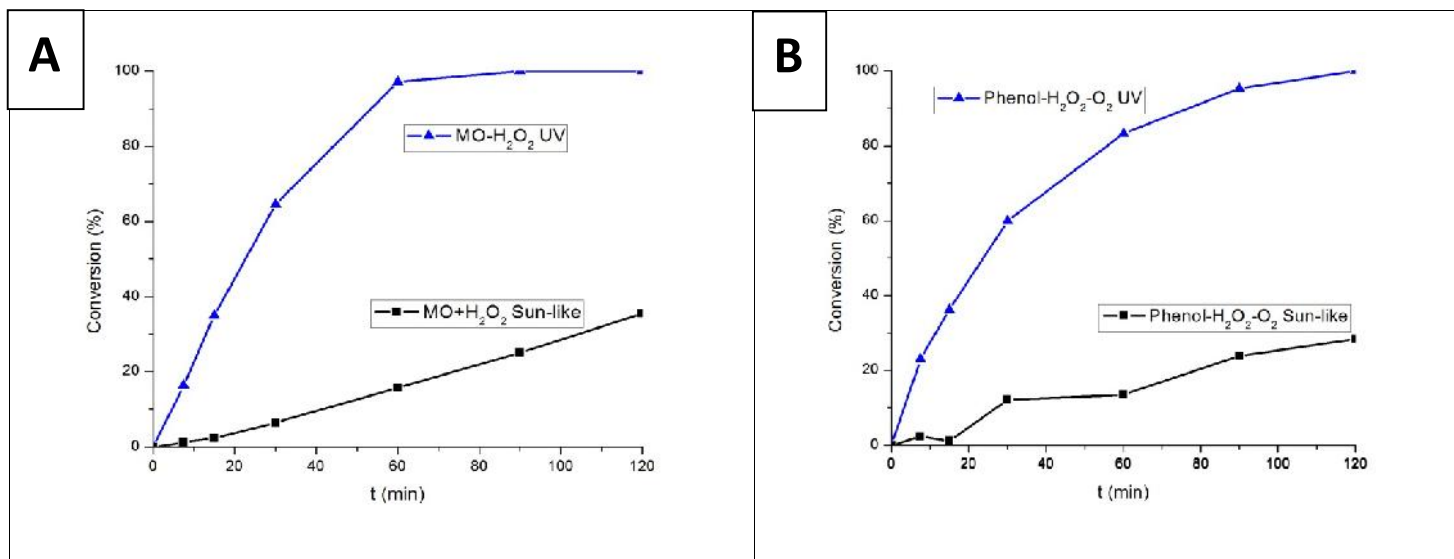 A
100
80
60
40
20
0
Conversion (%)
MO-H₂O₂ UV
MO+H₂O₂ Sun-like
0 20 40 60 80 100 120
t (min)
B
100
80
60
40
20
0
Conversion (%)
Phenol-H₂O₂-O₂ UV
Phenol-H₂O₂-O₂ Sun-like
0 20 40 60 80 100 120
t (min)